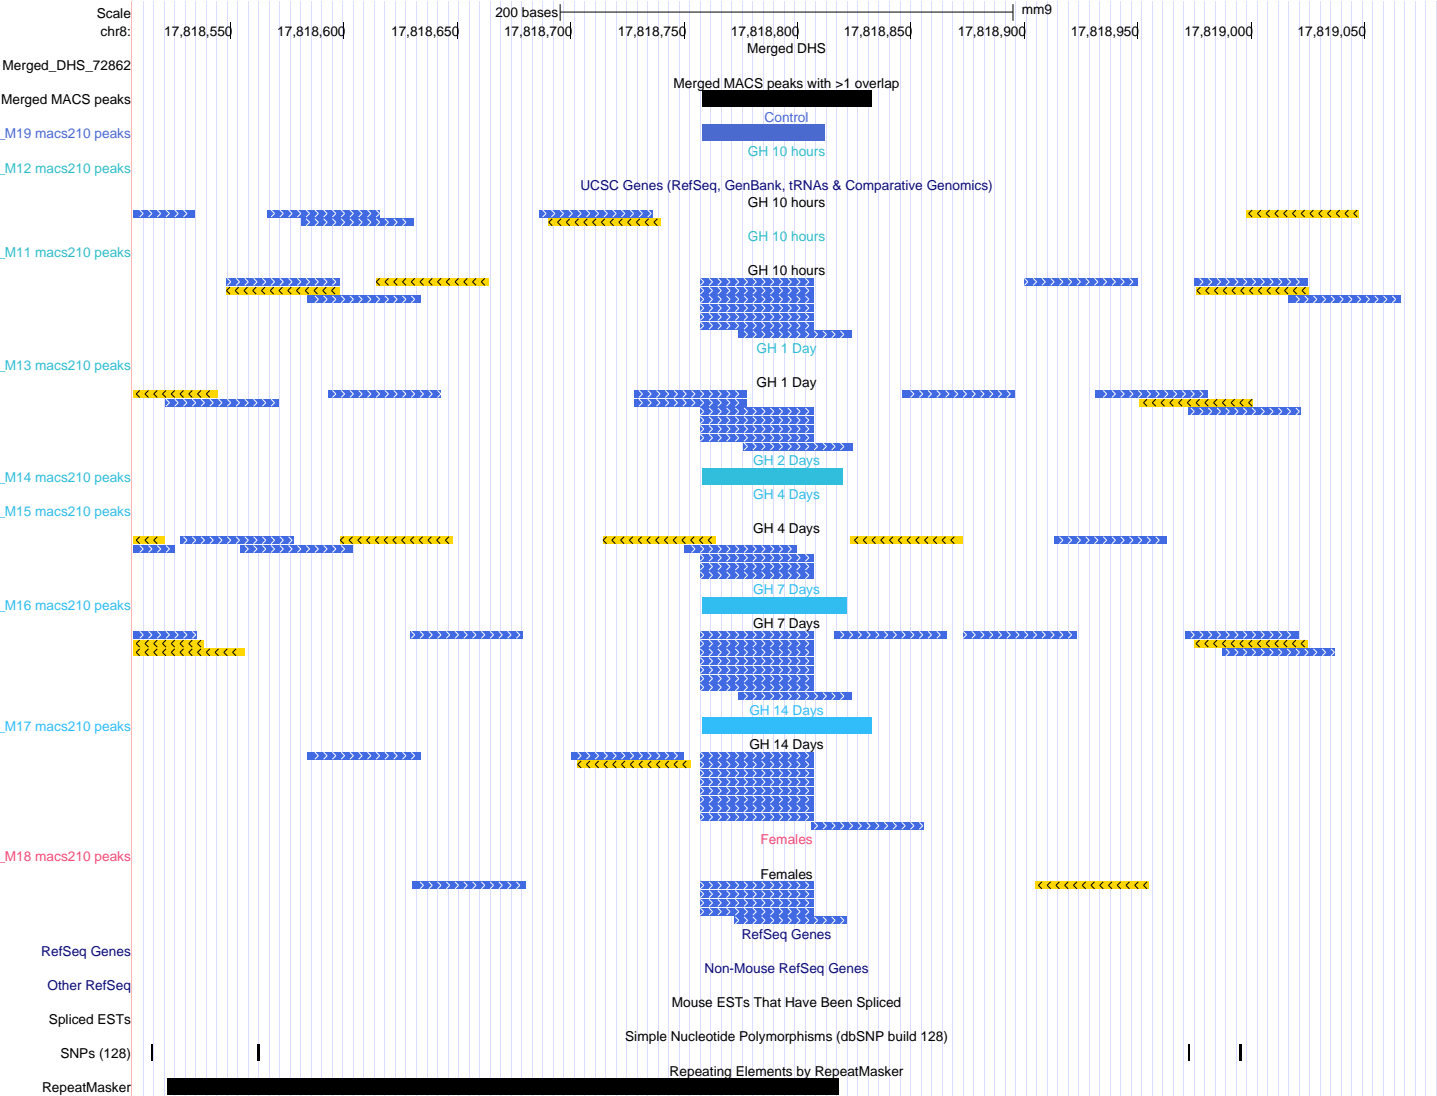 Scale 200 bases mm9
chr8: 17,818,550 17,818,600 17,818,650 17,818,700 17,818,750 17,818,800 17,818,850 17,818,900 17,818,950 17,819,000 17,819,050
Merged DHS
Merged_DHS_72862
Merged MACS peaks with >1 overlap
Merged MACS peaks
Control
_M19 macs210 peaks
GH 10 hours
_M12 macs210 peaks
UCSC Genes (RefSeq, GenBank, tRNAs & Comparative Genomics)
GH 10 hours
GH 10 hours
_M11 macs210 peaks
GH 10 hours
GH 1 Day
_M13 macs210 peaks
GH 1 Day
GH 2 Days
_M14 macs210 peaks
GH 4 Days
_M15 macs210 peaks
GH 4 Days
GH 7 Days
_M16 macs210 peaks
GH 7 Days
GH 14 Days
_M17 macs210 peaks
GH 14 Days
Females
_M18 macs210 peaks
Females
RefSeq Genes
RefSeq Genes
Non-Mouse RefSeq Genes
Other RefSeq
Mouse ESTs That Have Been Spliced
Spliced ESTs
Simple Nucleotide Polymorphisms (dbSNP build 128)
SNPs (128)
Repeating Elements by RepeatMasker
RepeatMasker